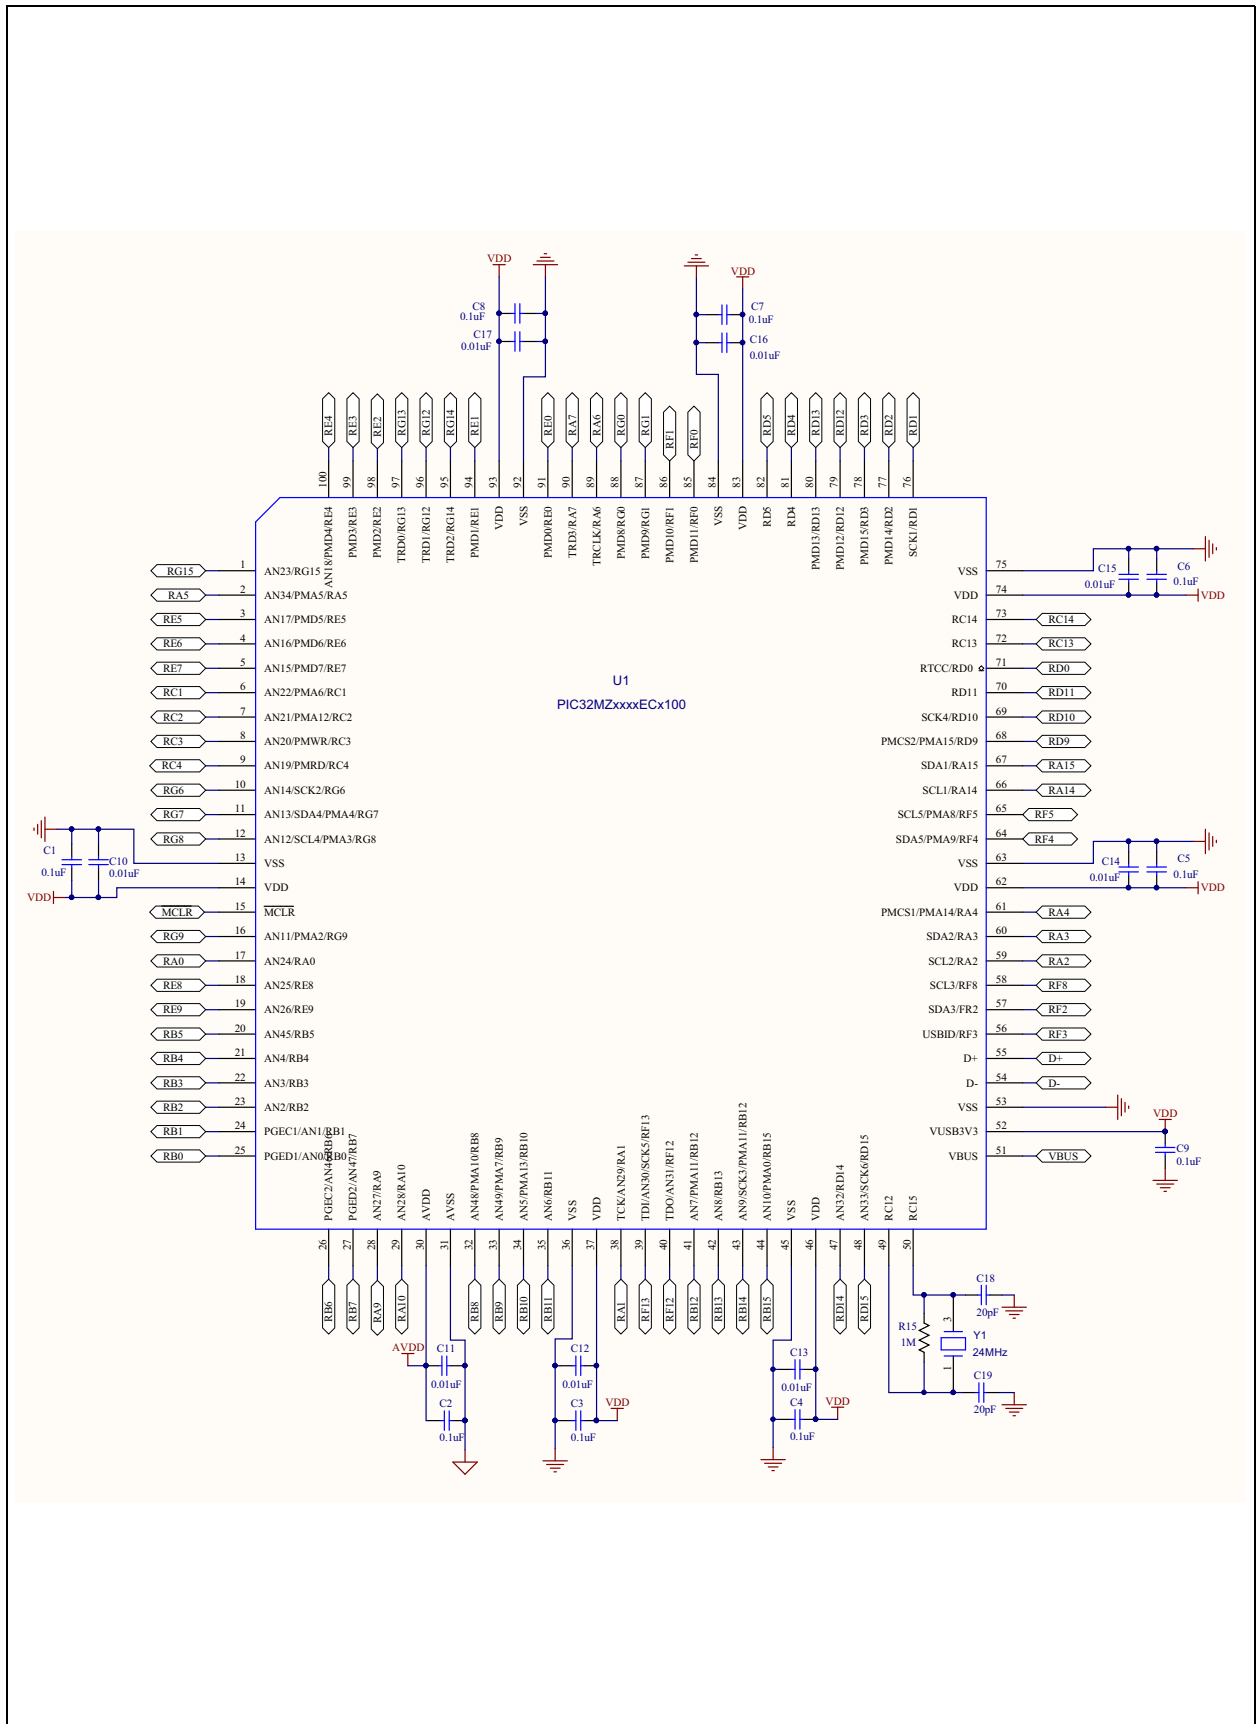 VDD
VDD
C8
0.1uF
C17
0.01uF
C7
0.1uF
C16
0.01uF
RE4
RE3
RE2
RG13
RG12
RG14
RE1
RE0
RA7
RA6
RG0
RG1
RF1
RF0
RD5
RD4
RD13
RD12
RD3
RD2
RD1
100
99
98
97
96
95
94
93
92
91
90
89
88
87
86
85
84
83
82
81
80
79
78
77
76
AN18/PMD4/RE4
PMD3/RE3
PMD2/RE2
TRD0/RG13
TRD1/RG12
TRD2/RG14
PMD1/RE1
VDD
VSS
PMD0/RE0
TRD3/RA7
TRCLK/RA6
PMD8/RG0
PMD9/RG1
PMD10/RF1
PMD11/RF0
VSS
VDD
RD5
RD4
PMD13/RD13
PMD12/RD12
PMD15/RD3
PMD14/RD2
SCK1/RD1
U1
PIC32MZxxxxECx100
RG15 1 AN23/RG15
RA5 2 AN34/PMA5/RA5
RE5 3 AN17/PMD5/RE5
RE6 4 AN16/PMD6/RE6
RE7 5 AN15/PMD7/RE7
RC1 6 AN22/PMA6/RC1
RC2 7 AN21/PMA12/RC2
RC3 8 AN20/PMWR/RC3
RC4 9 AN19/PMRD/RC4
RG6 10 AN14/SCK2/RG6
RG7 11 AN13/SDA4/PMA4/RG7
RG8 12 AN12/SCL4/PMA3/RG8
13 VSS
14 VDD
C1
0.1uF
C10
0.01uF
VDD
MCLR 15 MCLR
RG9 16 AN11/PMA2/RG9
RA0 17 AN24/RA0
RE8 18 AN25/RE8
RE9 19 AN26/RE9
RB5 20 AN45/RB5
RB4 21 AN4/RB4
RB3 22 AN3/RB3
RB2 23 AN2/RB2
RB1 24 PGEC1/AN1/RB1
RB0 25 PGED1/AN0/RB0
VSS 75
VDD 74
C15
0.01uF
C6
0.1uF
VDD
RC14 73 RC14
RC13 72 RC13
RTCC/RD0 71 RD0
RD11 70 RD11
SCK4/RD10 69 RD10
PMCS2/PMA15/RD9 68 RD9
SDA1/RA15 67 RA15
SCL1/RA14 66 RA14
SCL5/PMA8/RF5 65 RF5
SDA5/PMA9/RF4 64 RF4
VSS 63
VDD 62
C14
0.01uF
C5
0.1uF
VDD
PMCS1/PMA14/RA4 61 RA4
SDA2/RA3 60 RA3
SCL2/RA2 59 RA2
SCL3/RF8 58 RF8
SDA3/FR2 57 RF2
USBID/RF3 56 RF3
D+ 55 D+
D- 54 D-
VSS 53
VUSB3V3 52
VBUS 51 VBUS
VDD
C9
0.1uF
PGEC2/AN46/RB6
PGED2/AN47/RB7
AN27/RA9
AN28/RA10
AVDD
AVSS
AN48/PMA10/RB8
AN49/PMA7/RB9
AN5/PMA13/RB10
AN6/RB11
VSS
VDD
TCK/AN29/RA1
TDI/AN30/SCK5/RF13
TDO/AN31/RF12
AN7/PMA11/RB12
AN8/RB13
AN9/SCK3/PMA11/RB12
AN10/PMA0/RB15
VSS
VDD
AN32/RD14
AN33/SCK6/RD15
RC12
RC15
26
27
28
29
30
31
32
33
34
35
36
37
38
39
40
41
42
43
44
45
46
47
48
49
50
RB6
RB7
RA9
RA10
RB8
RB9
RB10
RB11
RA1
RF13
RF12
RB12
RB13
RB14
RB15
RD14
RD15
AVDD
C11
0.01uF
C2
0.1uF
C12
0.01uF
C3
0.1uF
VDD
C13
0.01uF
C4
0.1uF
VDD
C18
20pF
R15
1M
3
Y1
24MHz
1
C19
20pF